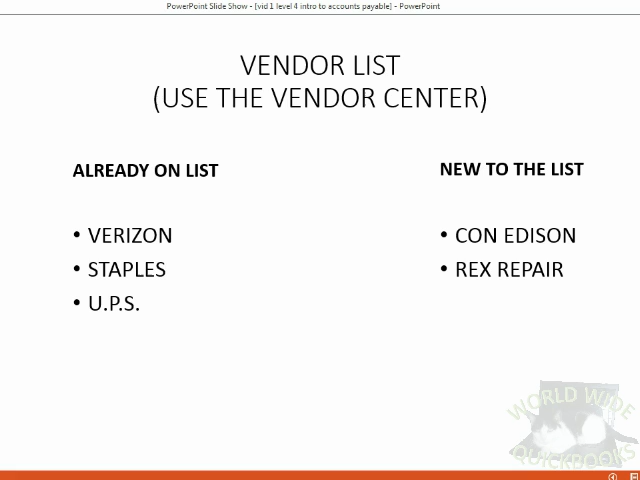 PowerPoint Slide Show - [vid 1 level 4 intro to accounts payable] - PowerPoint
VENDOR LIST
(USE THE VENDOR CENTER)
ALREADY ON LIST
• VERIZON
• STAPLES
• U.P.S.
NEW TO THE LIST
• CON EDISON
• REX REPAIR
WORLD WIDE
QUICKBOOKS